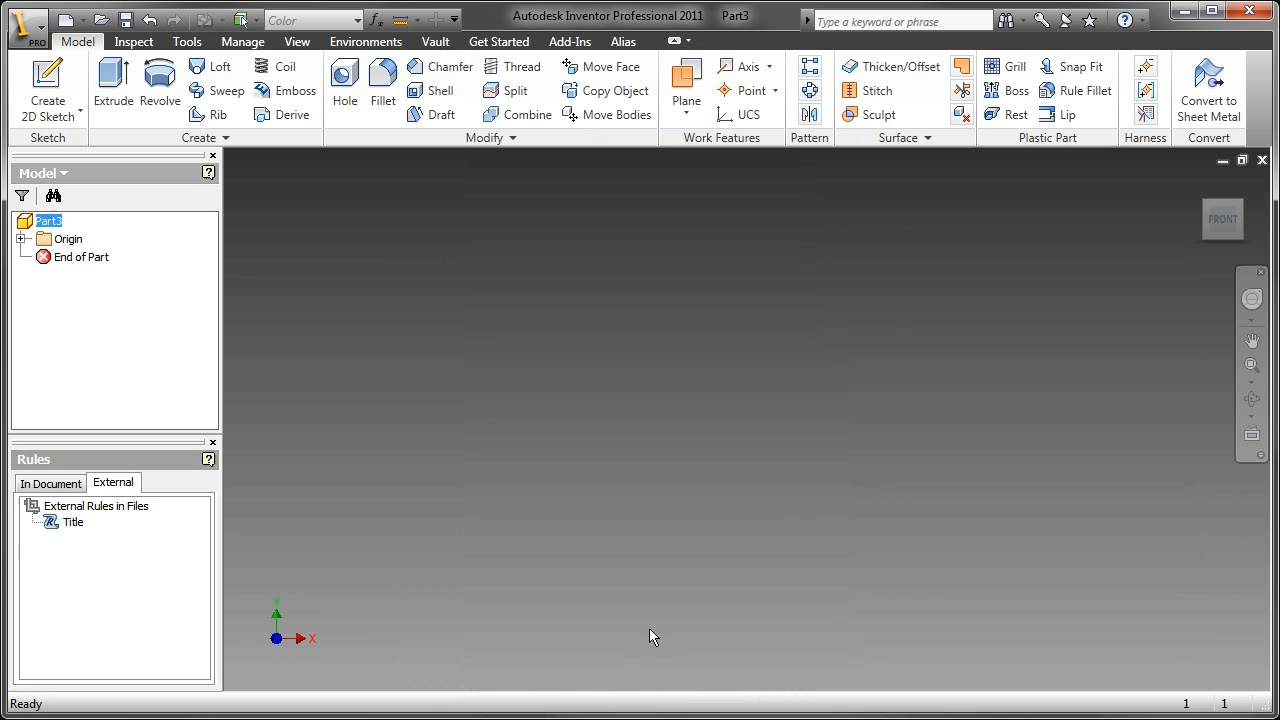 PRO
Color
fx
Autodesk Inventor Professional 2011 Part3
Type a keyword or phrase
Model Inspect Tools Manage View Environments Vault Get Started Add-Ins Alias
Create 2D Sketch
Extrude
Revolve
Loft
Sweep
Rib
Coil
Emboss
Derive
Hole
Fillet
Chamfer
Shell
Draft
Thread
Split
Combine
Move Face
Copy Object
Move Bodies
Plane
Axis
Point
UCS
Thicken/Offset
Stitch
Sculpt
Grill
Boss
Rest
Snap Fit
Rule Fillet
Lip
Convert to Sheet Metal
Sketch Create Modify Work Features Pattern Surface Plastic Part Harness Convert
Model
Part3
Origin
End of Part
FRONT
Rules
In Document External
External Rules in Files
Title
Y
X
Ready 1 1